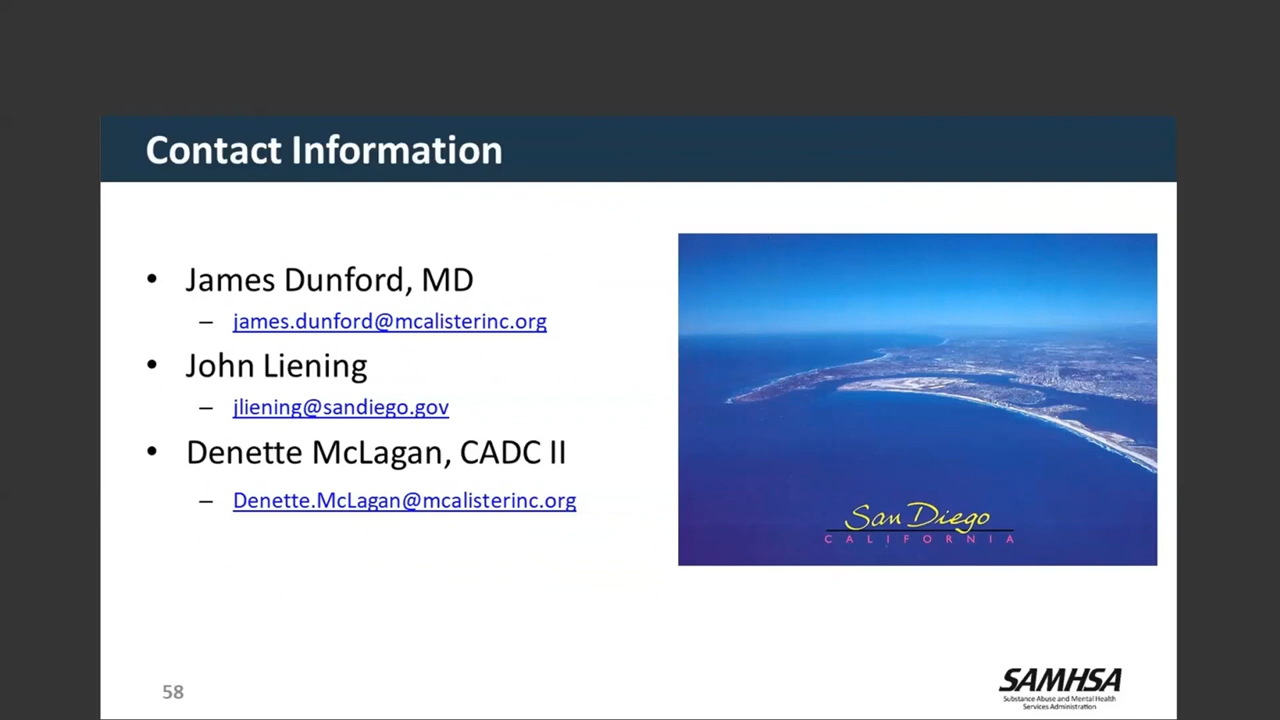 Contact Information
• James Dunford, MD
– james.dunford@mcalisterinc.org
• John Liening
– jliening@sandiego.gov
• Denette McLagan, CADC II
– Denette.McLagan@mcalisterinc.org
San Diego
CALIFORNIA
58
SAMHSA
Substance Abuse and Mental Health
Services Administration